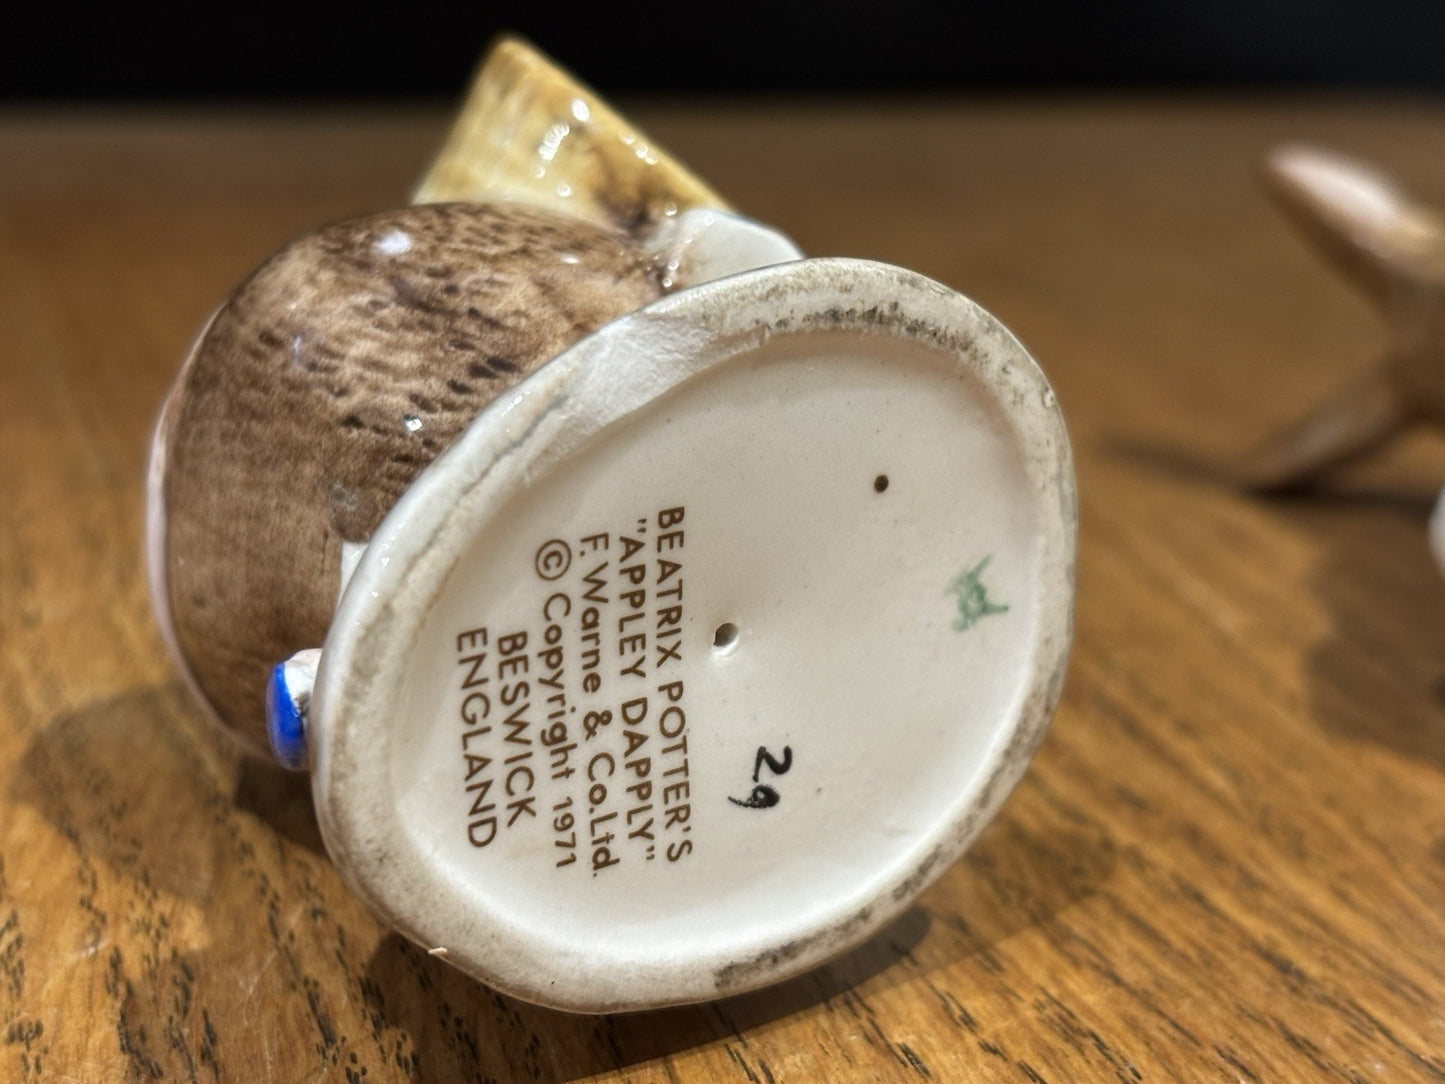 BEATRIX POTTER'S
"APPLEY DAPPLY"
F. Warne & Co.Ltd.
© Copyright 1971
BESWICK
ENGLAND
29